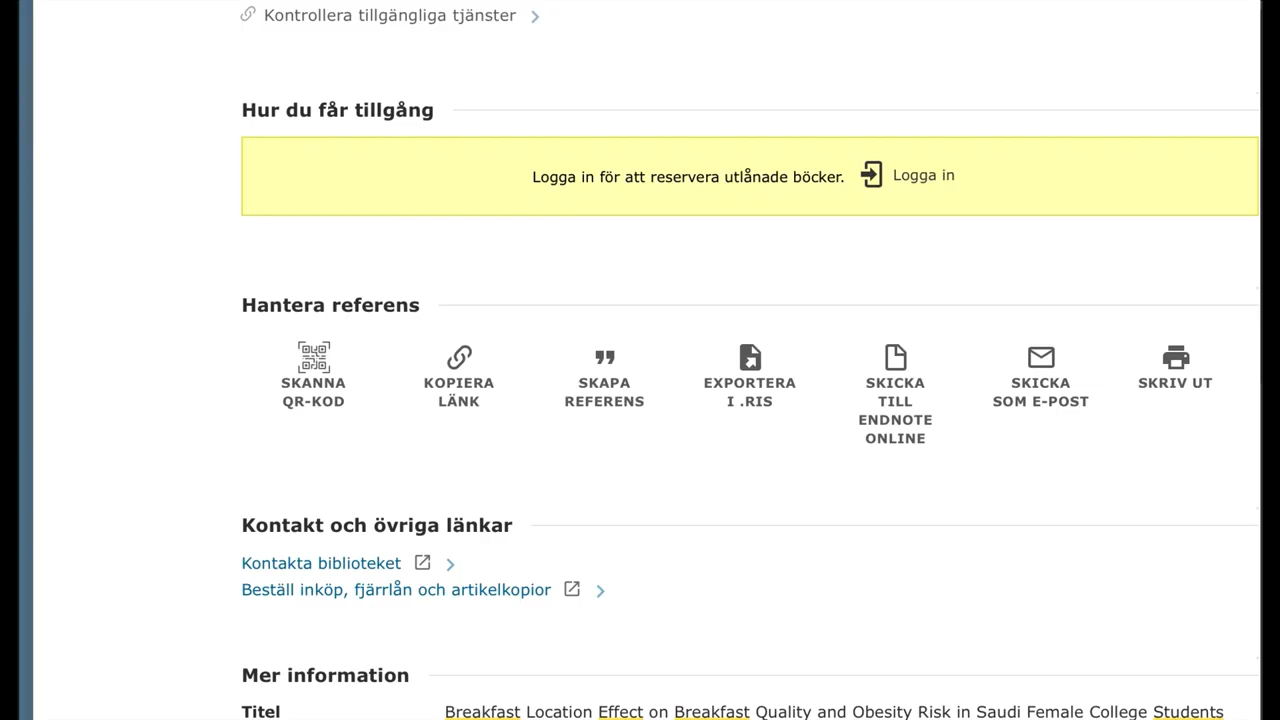 Kontrollera tillgängliga tjänster
Hur du får tillgång
Logga in för att reservera utlånade böcker. Logga in
Hantera referens
SKANNA QR-KOD
KOPIERA LÄNK
SKAPA REFERENS
EXPORTERA I .RIS
SKICKA TILL ENDNOTE ONLINE
SKICKA SOM E-POST
SKRIV UT
Kontakt och övriga länkar
Kontakta biblioteket
Beställ inköp, fjärrlån och artikelkopior
Mer information
Titel Breakfast Location Effect on Breakfast Quality and Obesity Risk in Saudi Female College Students